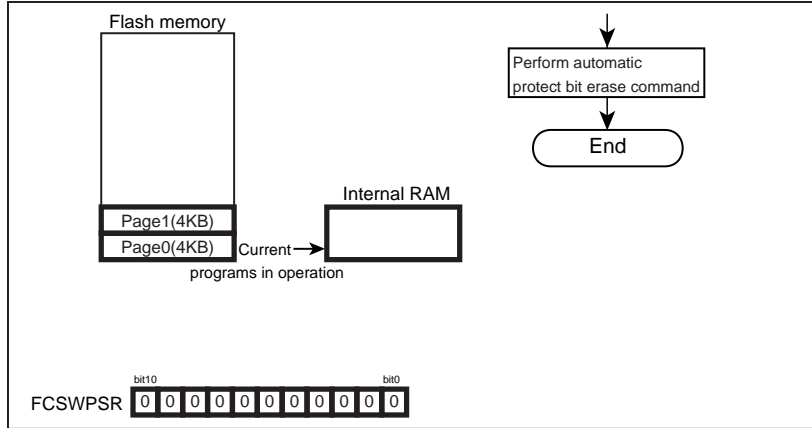 Flash memory
Perform automatic
protect bit erase command
End
Internal RAM
Page1(4KB)
Page0(4KB)
Current
programs in operation
bit10
bit0
FCSWPSR
0 0 0 0 0 0 0 0 0 0 0